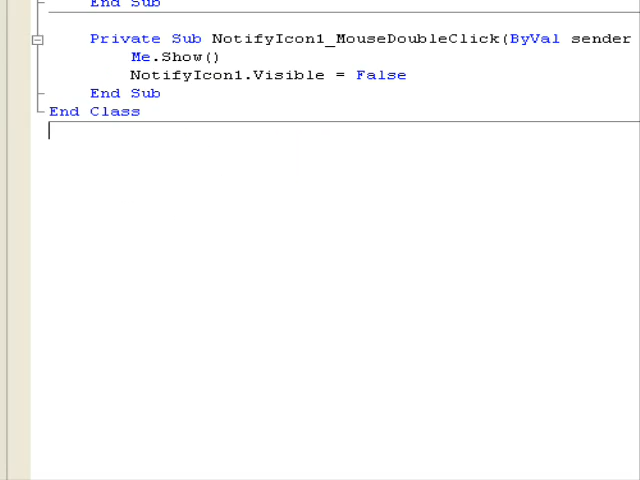 End Sub
Private Sub NotifyIcon1_MouseDoubleClick(ByVal sender
Me.Show()
NotifyIcon1.Visible = False
End Sub
End Class